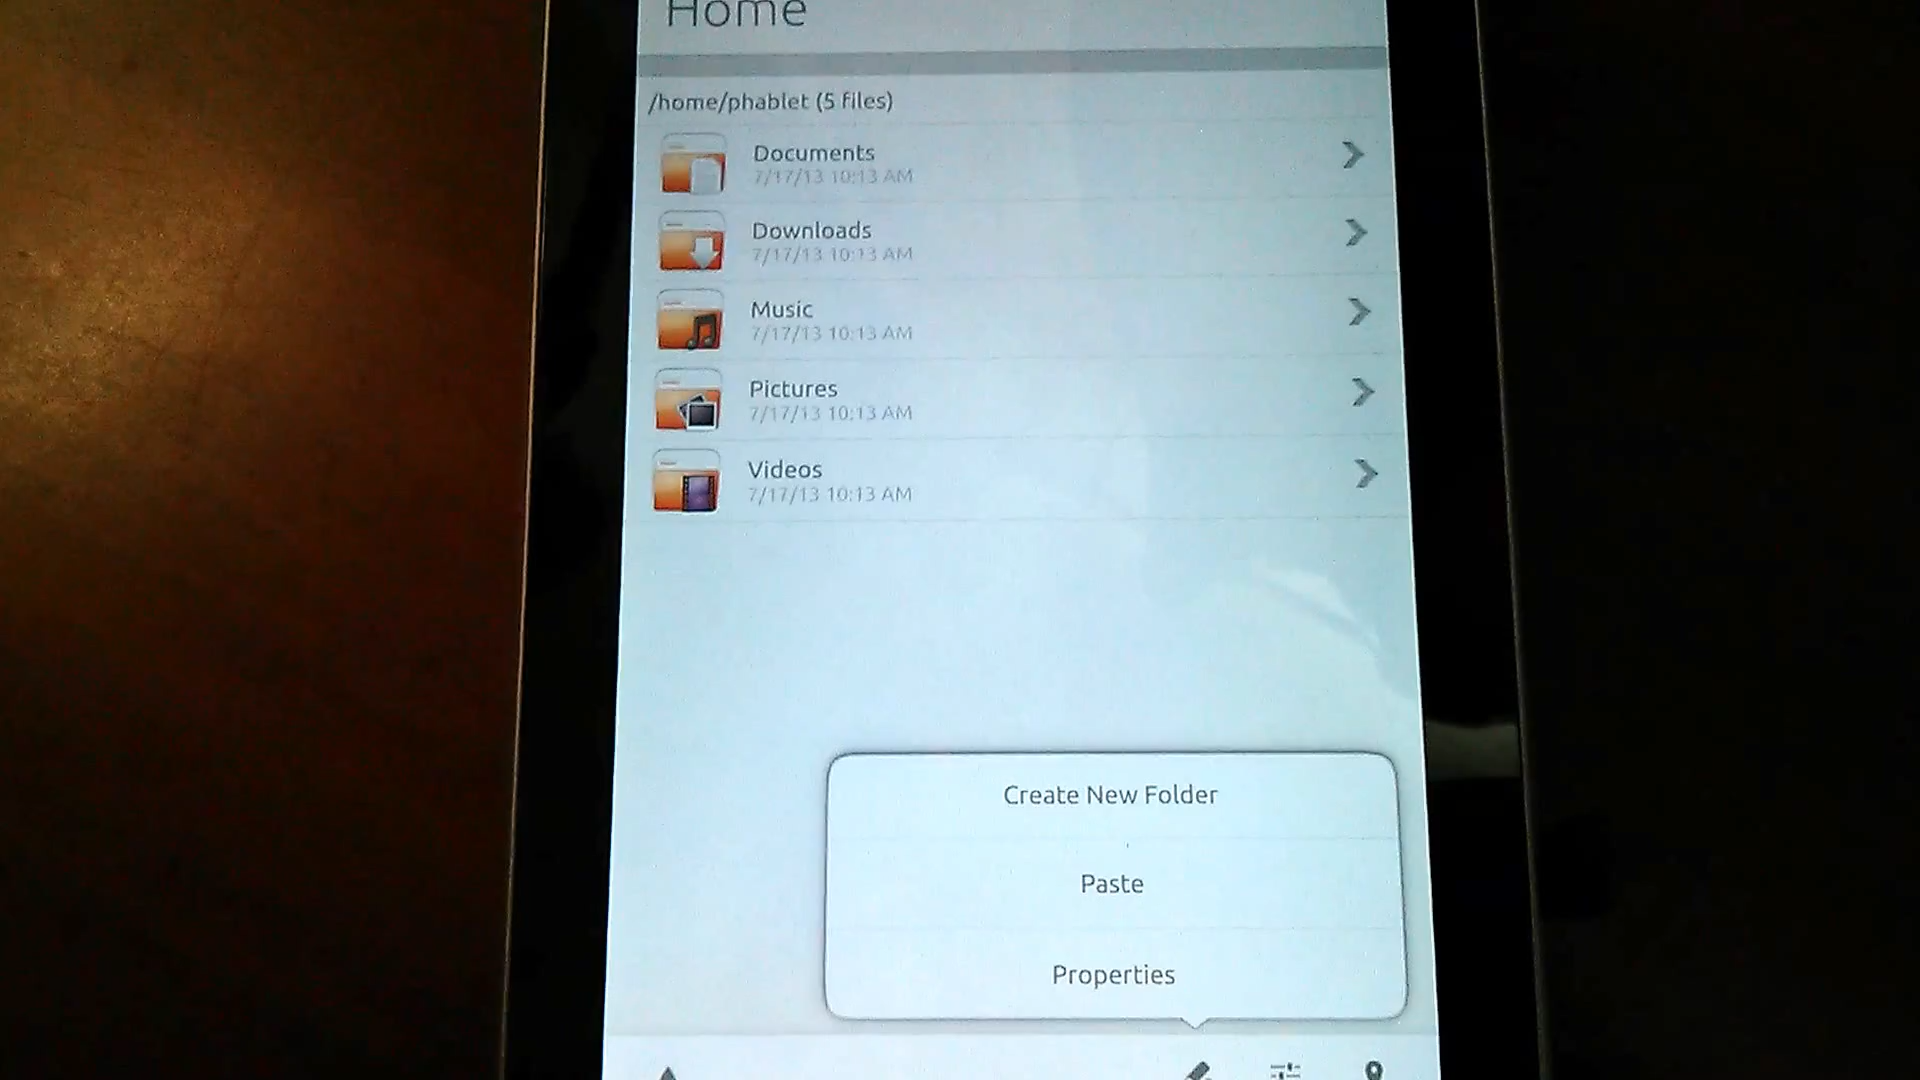 Home
/home/phablet (5 files)
Documents
7/17/13 10:13 AM
Downloads
7/17/13 10:13 AM
Music
7/17/13 10:13 AM
Pictures
7/17/13 10:13 AM
Videos
7/17/13 10:13 AM
Create New Folder
Paste
Properties